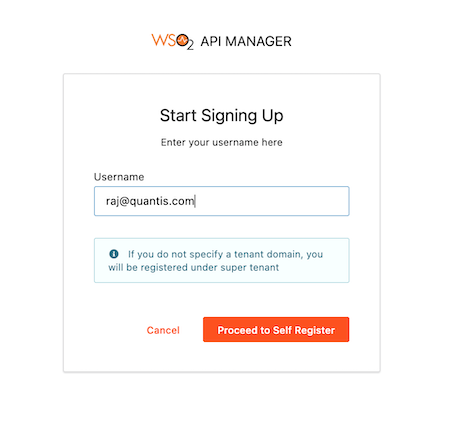 WSO2 API MANAGER
Start Signing Up
Enter your username here
Username
raj@quantis.com
If you do not specify a tenant domain, you
will be registered under super tenant
Cancel Proceed to Self Register